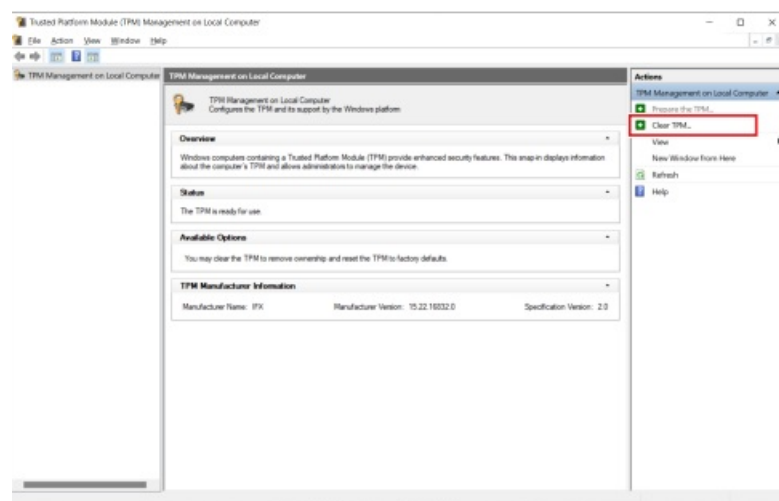 Trusted Platform Module (TPM) Management on Local Computer
File Action View Window Help
TPM Management on Local Computer
TPM Management on Local Computer
TPM Management on Local Computer
Configures the TPM and its support by the Windows platform
Overview
Windows computers containing a Trusted Platform Module (TPM) provide enhanced security features. This snap-in displays information
about the computer's TPM and allows administrators to manage the device.
Status
The TPM is ready for use.
Available Options
You may clear the TPM to remove ownership and reset the TPM to factory defaults.
TPM Manufacturer Information
Manufacturer Name: IFX Manufacturer Version: 15.22.16832.0 Specification Version: 2.0
Actions
TPM Management on Local Computer
Prepare the TPM...
Clear TPM...
View
New Window from Here
Refresh
Help